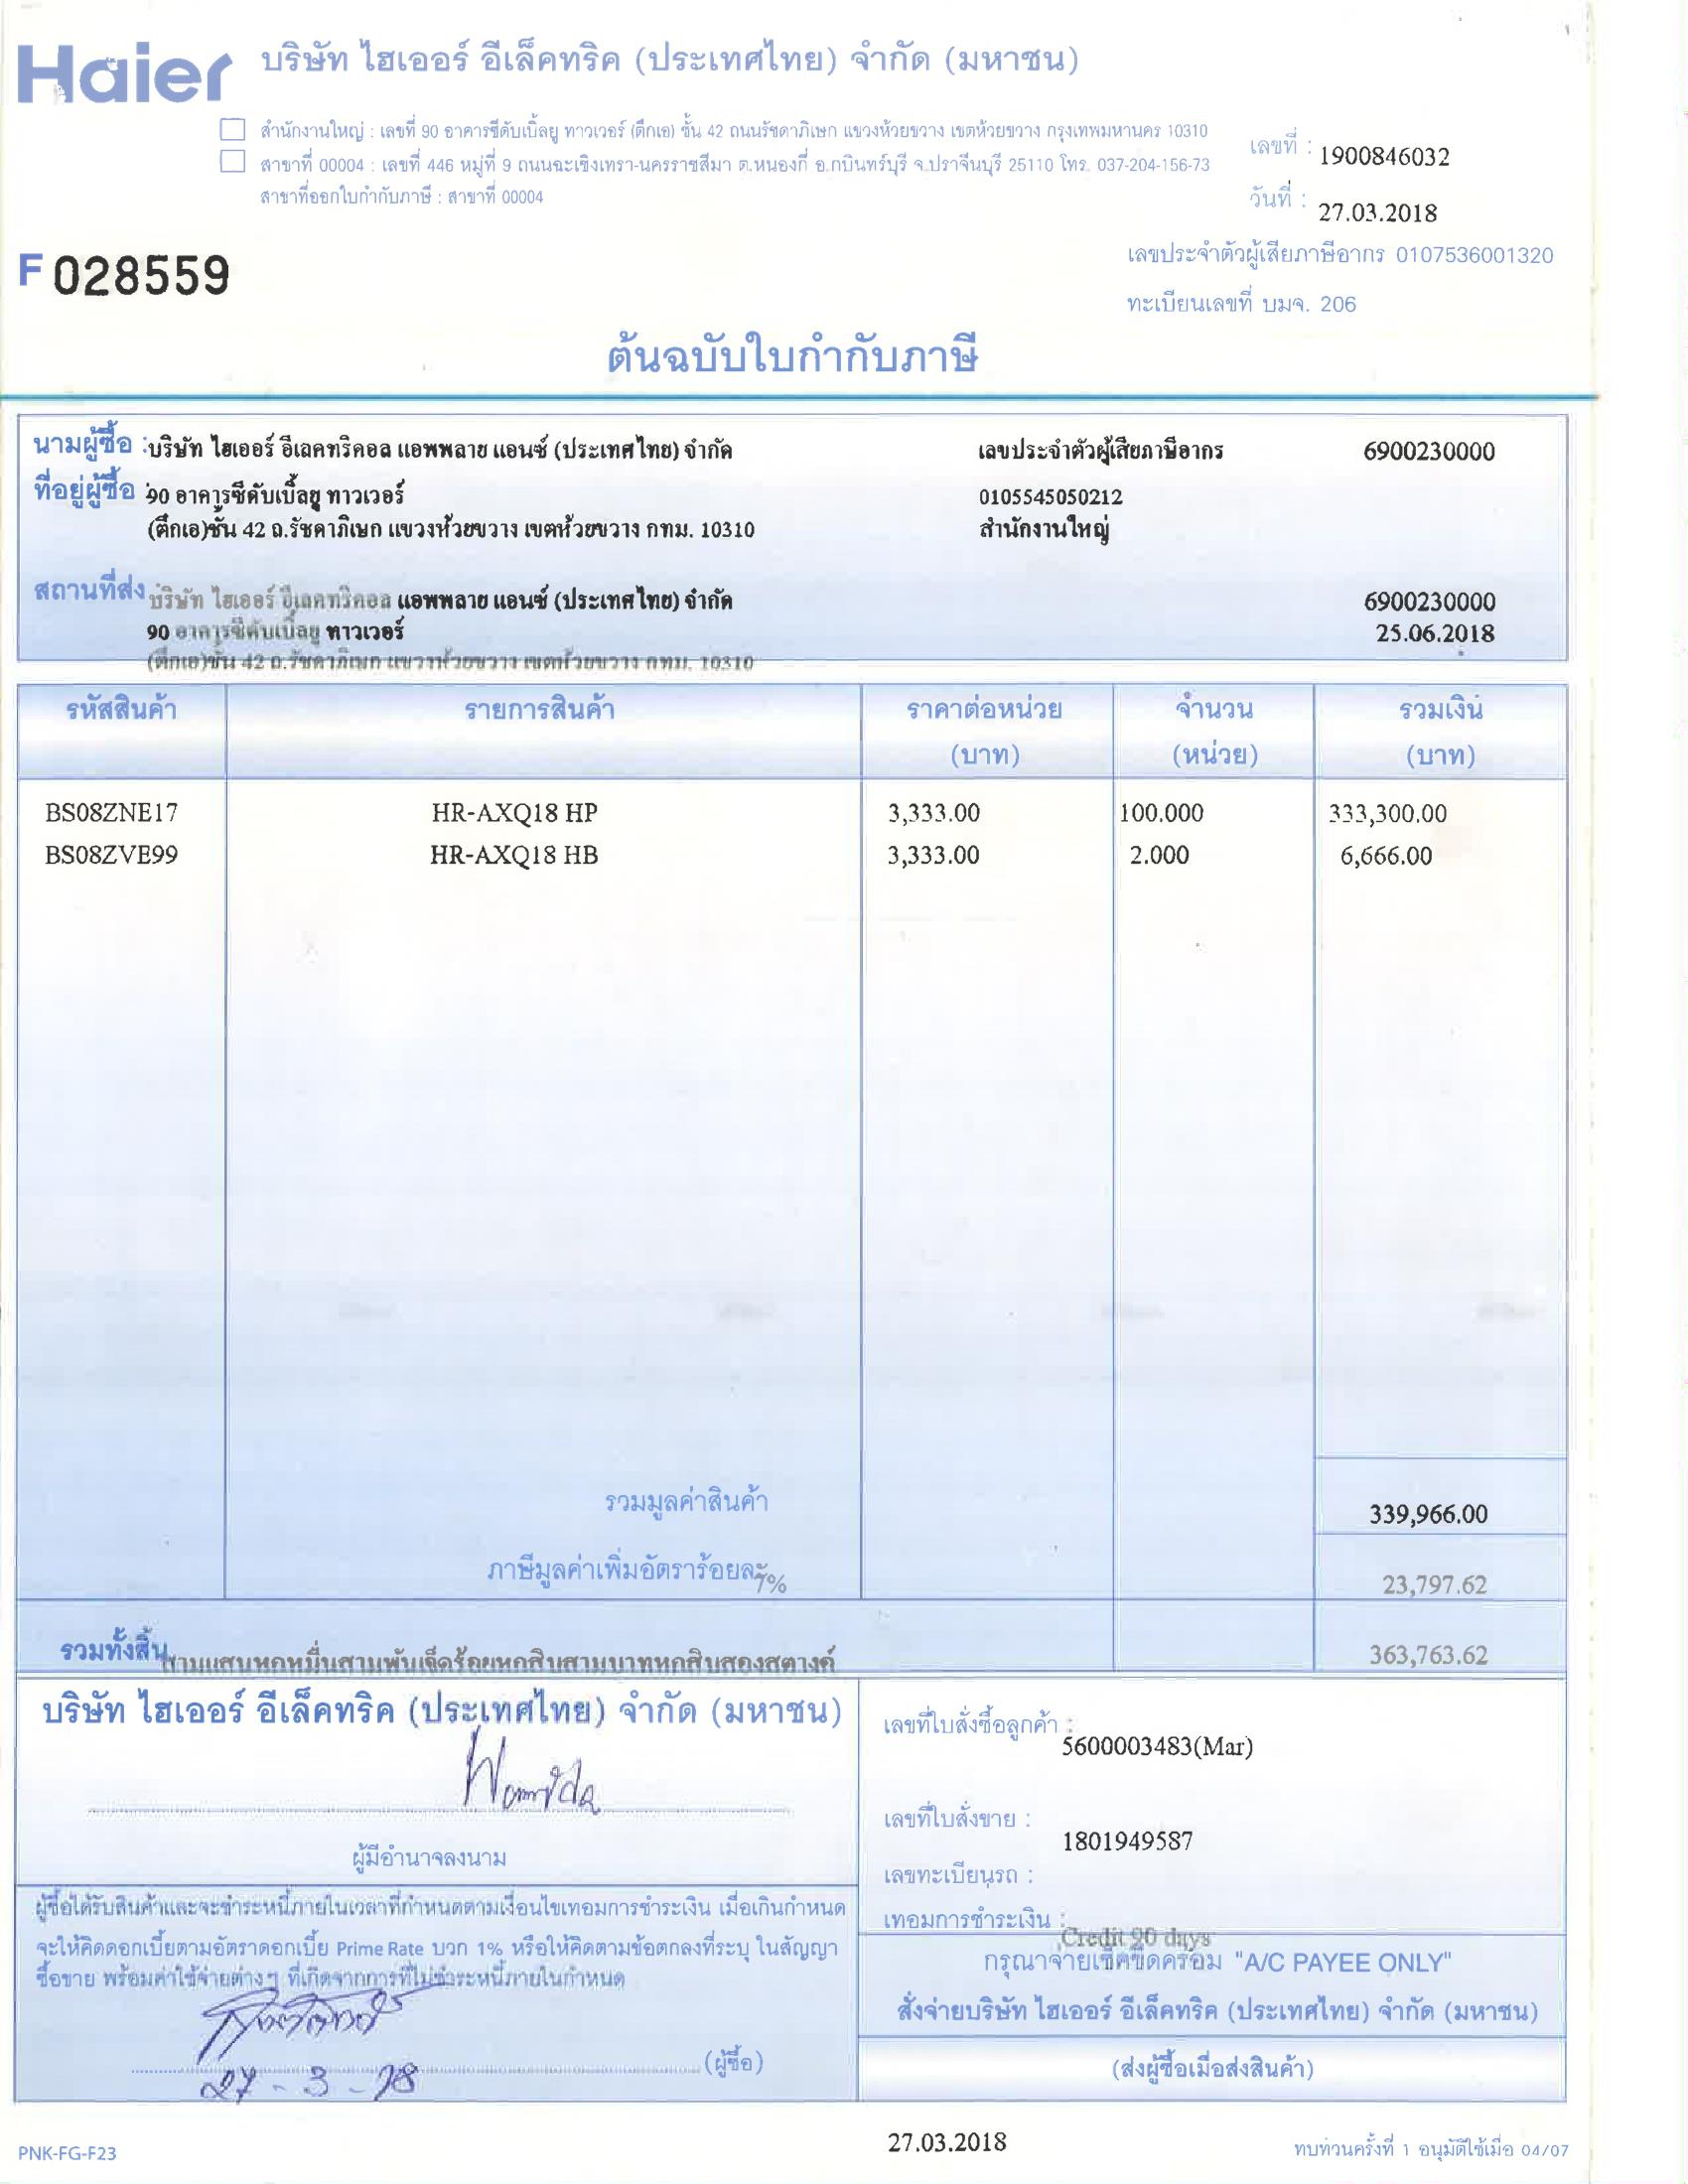 Haier บริษัท ไฮเออร์ อีเล็คทริค (ประเทศไทย) จำกัด (มหาชน)
สำนักงานใหญ่ : เลขที่ 90 อาคารซีดับเบิ้ลยู ทาวเวอร์ (ตึกเอ) ชั้น 42 ถนนรัชดาภิเษก แขวงห้วยขวาง เขตห้วยขวาง กรุงเทพมหานคร 10310
สาขาที่ 00004 : เลขที่ 446 หมู่ที่ 9 ถนนฉะเชิงเทรา-นครราชสีมา ต.หนองกี่ อ.กบินทร์บุรี จ.ปราจีนบุรี 25110 โทร. 037-204-156-73
สาขาที่ออกใบกำกับภาษี : สาขาที่ 00004
เลขที่ : 1900846032
วันที่ : 27.03.2018
เลขประจำตัวผู้เสียภาษีอากร 0107536001320
ทะเบียนเลขที่ บมจ. 206
F 028559
ต้นฉบับใบกำกับภาษี
นามผู้ซื้อ : บริษัท ไฮเออร์ อีเลคทริคอล แอพพลาย แอนซ์ (ประเทศไทย) จำกัด เลขประจำตัวผู้เสียภาษีอากร 6900230000
ที่อยู่ผู้ซื้อ : 90 อาคารซีดับเบิ้ลยู ทาวเวอร์ 0105545050212
(ตึกเอ)ชั้น 42 ถ.รัชดาภิเษก แขวงห้วยขวาง เขตห้วยขวาง กทม. 10310 สำนักงานใหญ่
สถานที่ส่ง : บริษัท ไฮเออร์ อีเลคทริคอล แอพพลาย แอนซ์ (ประเทศไทย) จำกัด 6900230000
90 อาคารซีดับเบิ้ลยู ทาวเวอร์ 25.06.2018
(ตึกเอ)ชั้น 42 ถ.รัชดาภิเษก แขวงห้วยขวาง เขตห้วยขวาง กทม. 10310
รหัสสินค้า รายการสินค้า ราคาต่อหน่วย จำนวน รวมเงิน
(บาท) (หน่วย) (บาท)
BS08ZNE17 HR-AXQ18 HP 3,333.00 100.000 333,300.00
BS08ZVE99 HR-AXQ18 HB 3,333.00 2.000 6,666.00
รวมมูลค่าสินค้า 339,966.00
ภาษีมูลค่าเพิ่มอัตราร้อยละ 7% 23,797.62
รวมทั้งสิ้น สามแสนหกหมื่นสามพันเจ็ดร้อยหกสิบสามบาทหกสิบสองสตางค์ 363,763.62
บริษัท ไฮเออร์ อีเล็คทริค (ประเทศไทย) จำกัด (มหาชน)
ผู้มีอำนาจลงนาม
ผู้ซื้อได้รับสินค้าและจะชำระหนี้ภายในเวลาที่กำหนดตามเงื่อนไขเทอมการชำระเงิน เมื่อเกินกำหนด
จะให้คิดดอกเบี้ยตามอัตราดอกเบี้ย Prime Rate บวก 1% หรือให้คิดตามข้อตกลงที่ระบุ ในสัญญา
ซื้อขาย พร้อมค่าใช้จ่ายต่างๆ ที่เกิดจากการที่ไม่ชำระหนี้ภายในกำหนด
(ผู้ซื้อ)
27 - 3 - 18
เลขที่ใบสั่งซื้อลูกค้า : 5600003483(Mar)
เลขที่ใบสั่งขาย : 1801949587
เลขทะเบียนรถ :
เทอมการชำระเงิน : Credit 90 days
กรุณาจ่ายเช็คขีดคร่อม "A/C PAYEE ONLY"
สั่งจ่ายบริษัท ไฮเออร์ อีเล็คทริค (ประเทศไทย) จำกัด (มหาชน)
(ส่งผู้ซื้อเมื่อส่งสินค้า)
PNK-FG-F23 27.03.2018 ทบทวนครั้งที่ 1 อนุมัติใช้เมื่อ 04/07